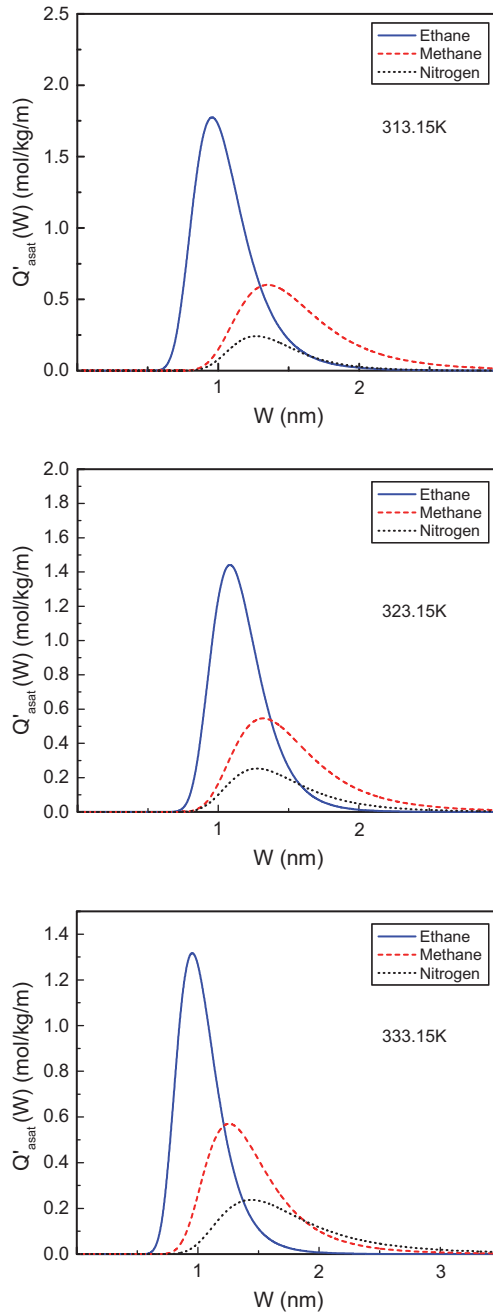 2.5
2.0
1.5
1.0
0.5
0.0
Q'asat (W) (mol/kg/m)
Ethane
Methane
Nitrogen
313.15K
1 2
W (nm)
2.0
1.8
1.6
1.4
1.2
1.0
0.8
0.6
0.4
0.2
0.0
Q'asat (W) (mol/kg/m)
Ethane
Methane
Nitrogen
323.15K
1 2
W (nm)
1.4
1.2
1.0
0.8
0.6
0.4
0.2
0.0
Q'asat (W) (mol/kg/m)
Ethane
Methane
Nitrogen
333.15K
1 2 3
W (nm)